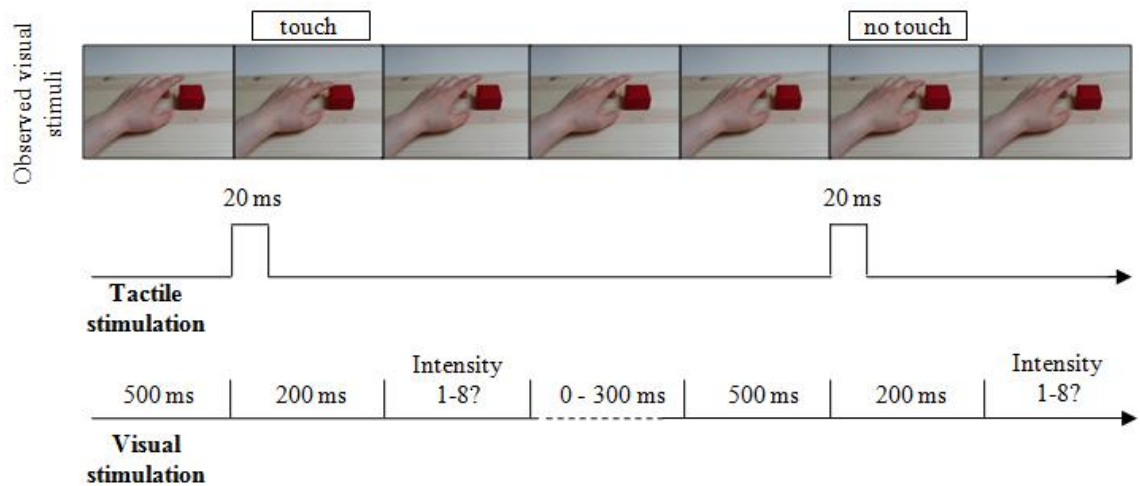 touch
no touch
Observed visual
stimuli
20 ms
20 ms
Tactile
stimulation
Intensity
Intensity
500 ms
200 ms
1-8?
0 - 300 ms
500 ms
200 ms
1-8?
Visual
stimulation